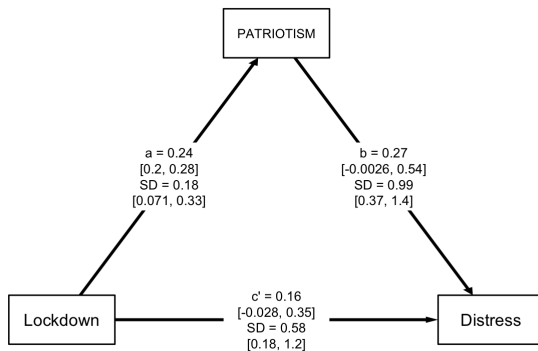 PATRIOTISM
a = 0.24
[0.2, 0.28]
SD = 0.18
[0.071, 0.33]
b = 0.27
[-0.0026, 0.54]
SD = 0.99
[0.37, 1.4]
Lockdown
c' = 0.16
[-0.028, 0.35]
SD = 0.58
[0.18, 1.2]
Distress